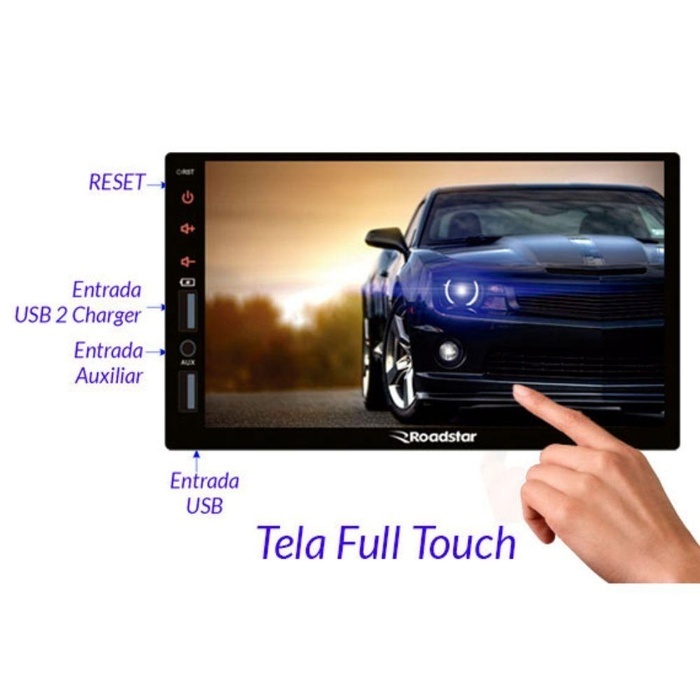 RESET
RST
Entrada
USB 2 Charger
Entrada
Auxiliar
AUX
Roadstar
Entrada
USB
Tela Full Touch